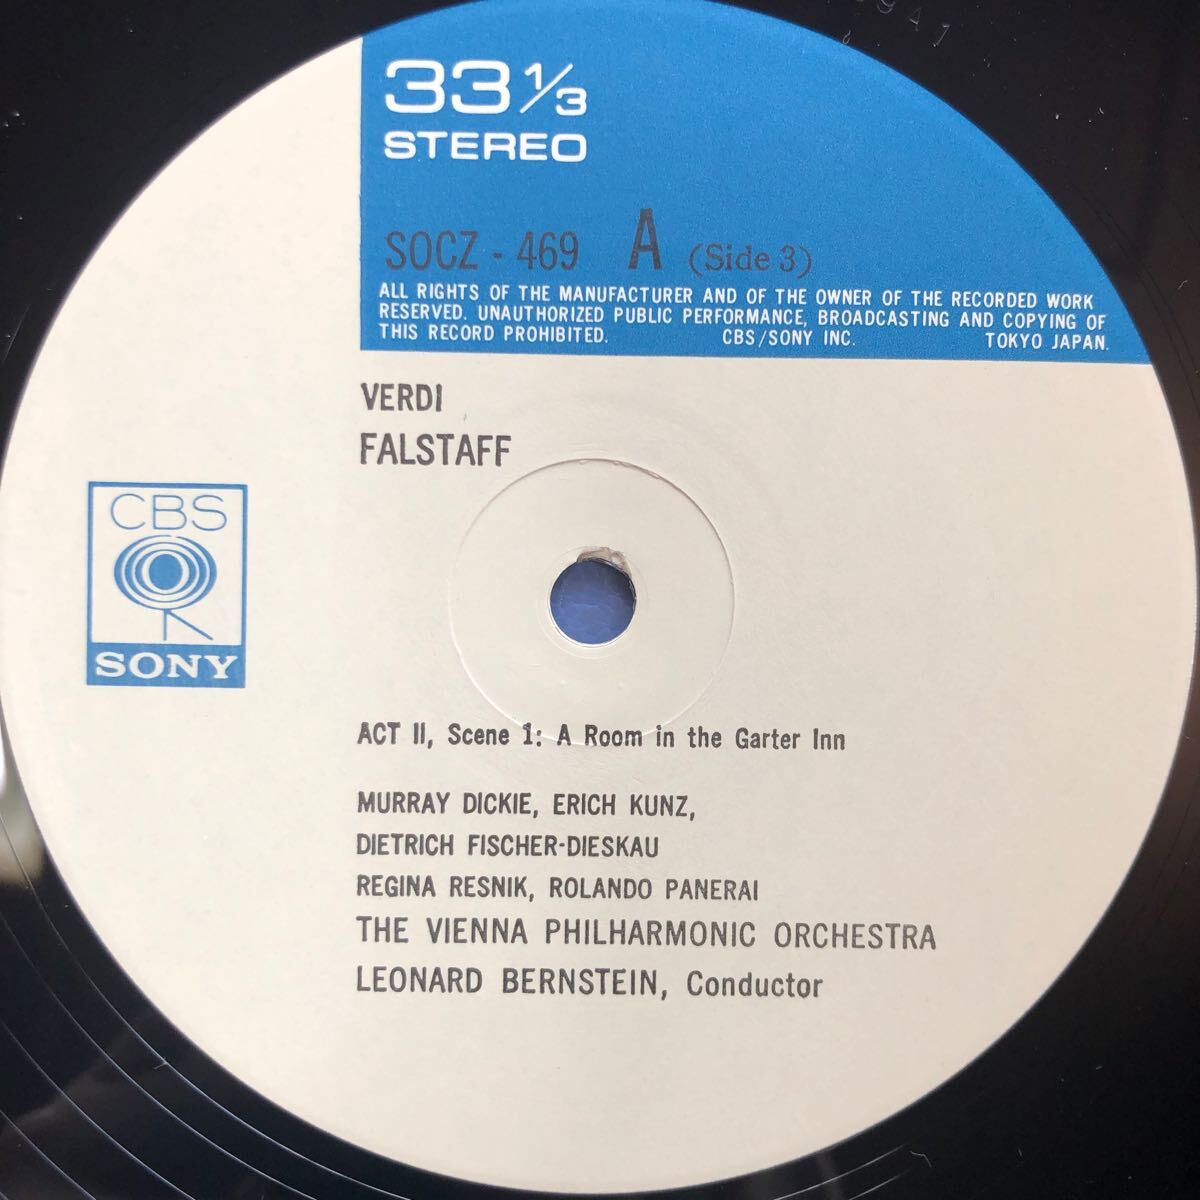 33 1/3
STEREO
SOCZ - 469 A (Side 3)
ALL RIGHTS OF THE MANUFACTURER AND OF THE OWNER OF THE RECORDED WORK
RESERVED. UNAUTHORIZED PUBLIC PERFORMANCE, BROADCASTING AND COPYING OF
THIS RECORD PROHIBITED. CBS/SONY INC. TOKYO JAPAN.
VERDI
FALSTAFF
CBS
SONY
ACT II, Scene 1: A Room in the Garter Inn
MURRAY DICKIE, ERICH KUNZ,
DIETRICH FISCHER-DIESKAU
REGINA RESNIK, ROLANDO PANERAI
THE VIENNA PHILHARMONIC ORCHESTRA
LEONARD BERNSTEIN, Conductor